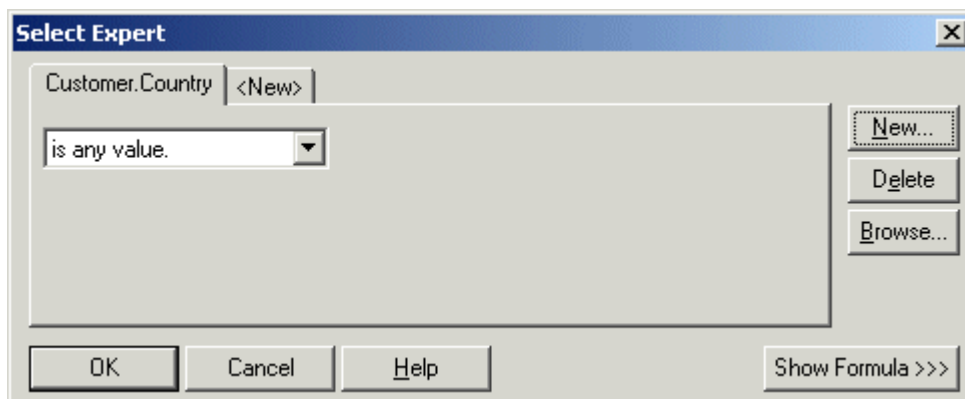 Select Expert
Customer.Country
<New>
is any value.
New...
Delete
Browse...
OK
Cancel
Help
Show Formula >>>